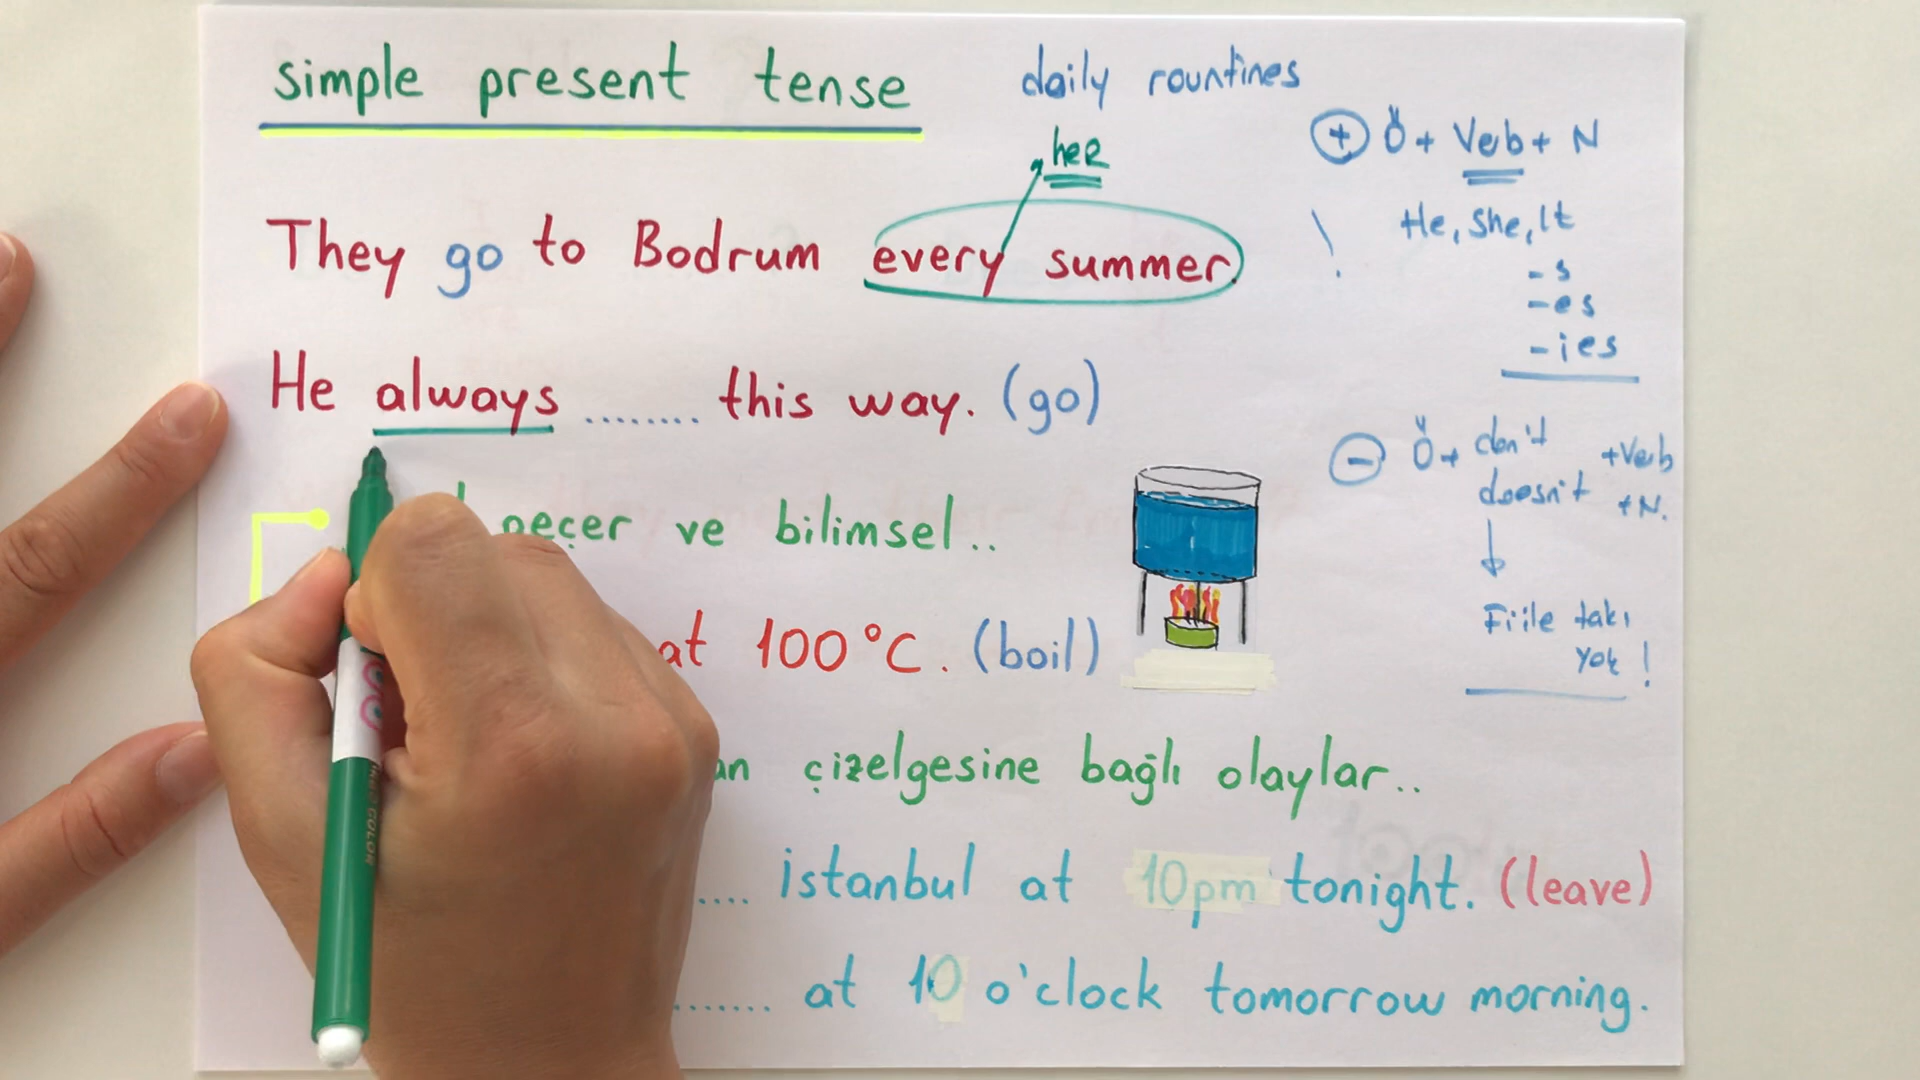 simple present tense
daily rountines
her
They go to Bodrum every summer.
He always ........ this way. (go)
geçer ve bilimsel..
at 100°C. (boil)
an çizelgesine bağlı olaylar..
.... istanbul at 10pm tonight. (leave)
....... at 10 o'clock tomorrow morning.
+ Ö + Verb + N
! He, she, It
-s
-es
-ies
- Ö + don't + Verb
doesn't + N.
Fiile takı
yok !